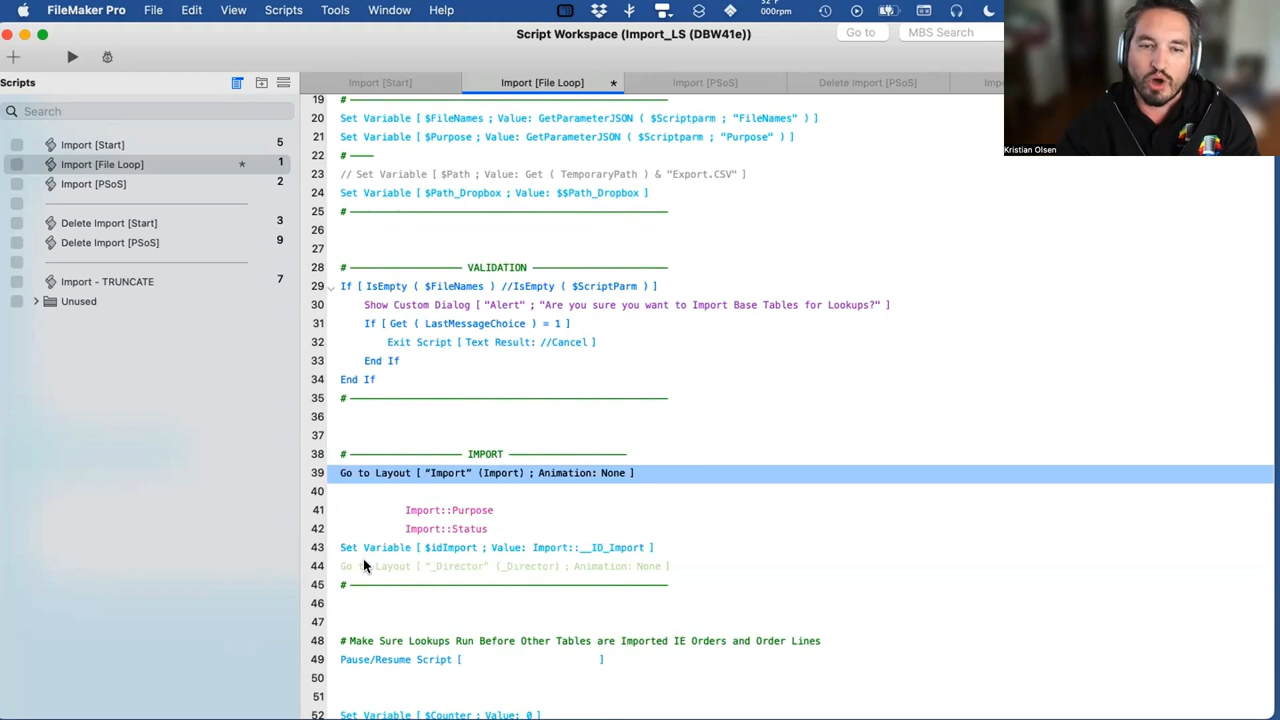 FileMaker Pro File Edit View Scripts Tools Window Help
000rpm
Script Workspace (Import_LS (DBW41e))
Go to
MBS Search
Scripts
Import [Start]
Import [File Loop] *
Import [PSoS]
Delete Import [PSoS]
Search
Import [Start] 5
Import [File Loop] * 1
Import [PSoS] 2
Delete Import [Start] 3
Delete Import [PSoS] 9
Import - TRUNCATE 7
Unused
Kristian Olsen
19 #
20 Set Variable [ $FileNames ; Value: GetParameterJSON ( $Scriptparm ; "FileNames" ) ]
21 Set Variable [ $Purpose ; Value: GetParameterJSON ( $Scriptparm ; "Purpose" ) ]
22 #
23 // Set Variable [ $Path ; Value: Get ( TemporaryPath ) & "Export.CSV" ]
24 Set Variable [ $Path_Dropbox ; Value: $$Path_Dropbox ]
25 #
26
27
28 # VALIDATION
29 If [ IsEmpty ( $FileNames ) //IsEmpty ( $ScriptParm ) ]
30 Show Custom Dialog [ "Alert" ; "Are you sure you want to Import Base Tables for Lookups?" ]
31 If [ Get ( LastMessageChoice ) = 1 ]
32 Exit Script [ Text Result: //Cancel ]
33 End If
34 End If
35 #
36
37
38 # IMPORT
39 Go to Layout [ “Import” (Import) ; Animation: None ]
40
41 Import::Purpose
42 Import::Status
43 Set Variable [ $idImport ; Value: Import::__ID_Import ]
44 Go to Layout [ “_Director” (_Director) ; Animation: None ]
45 #
46
47
48 # Make Sure Lookups Run Before Other Tables are Imported IE Orders and Order Lines
49 Pause/Resume Script [ ]
50
51
52 Set Variable [ $Counter ; Value: 0 ]